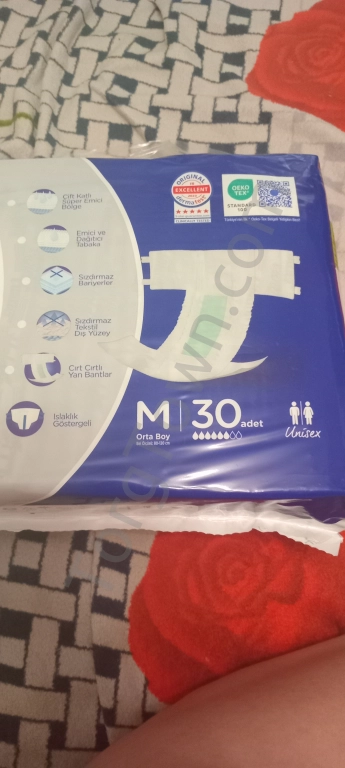 ORIGINAL
EXCELLENT
dermatest
OEKO
TEX®
STANDARD
100
Çift Katlı
Süper Emici
Bölge
Emici ve
Dağıtıcı
Tabaka
Sızdırmaz
Bariyerler
Sızdırmaz
Tekstil
Dış Yüzey
Cırt Cırtlı
Yan Bantlar
Islaklık
Göstergeli
M
Orta Boy
30 adet
Unisex